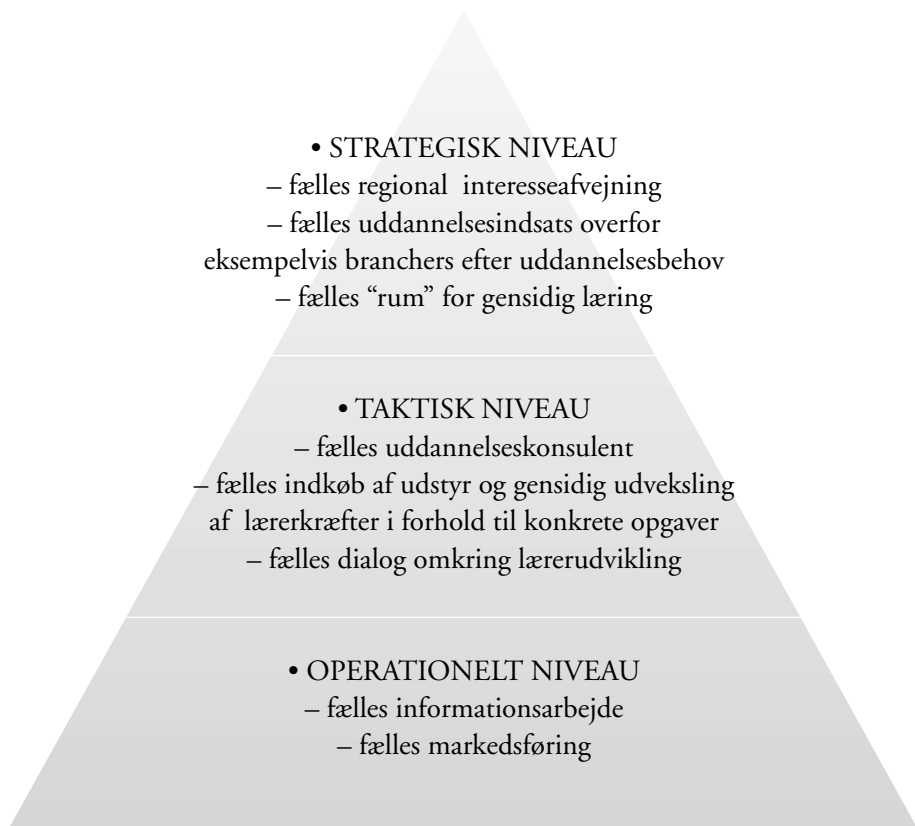 • STRATEGISK NIVEAU
– fælles regional interesseafvejning
– fælles uddannelsesindsats overfor
eksempelvis branchers efter uddannelsesbehov
– fælles “rum” for gensidig læring
• TAKTISK NIVEAU
– fælles uddannelseskonsulent
– fælles indkøb af udstyr og gensidig udveksling
af lærerkræfter i forhold til konkrete opgaver
– fælles dialog omkring lærerudvikling
• OPERATIONELT NIVEAU
– fælles informationsarbejde
– fælles markedsføring